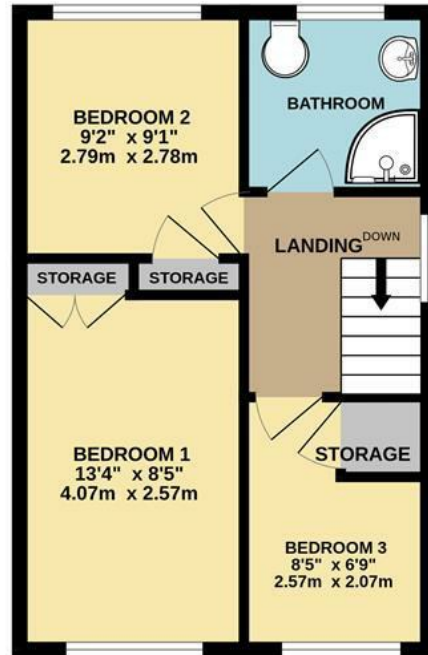 BEDROOM 2
9'2" x 9'1"
2.79m x 2.78m
BATHROOM
LANDING
DOWN
STORAGE
STORAGE
BEDROOM 1
13'4" x 8'5"
4.07m x 2.57m
STORAGE
BEDROOM 3
8'5" x 6'9"
2.57m x 2.07m